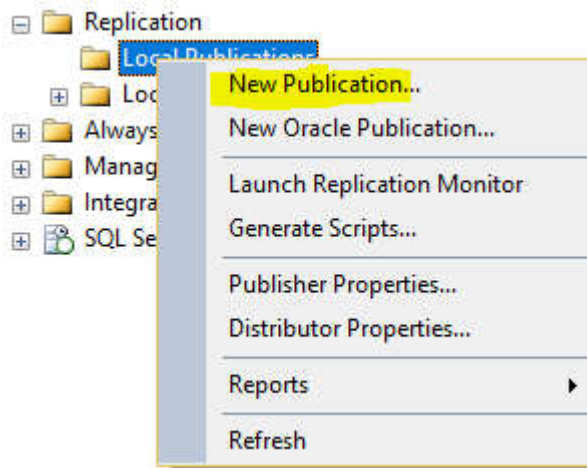 Replication
Local Publications
Loc
Always
Manag
Integra
SQL Se
New Publication...
New Oracle Publication...
Launch Replication Monitor
Generate Scripts...
Publisher Properties...
Distributor Properties...
Reports
Refresh